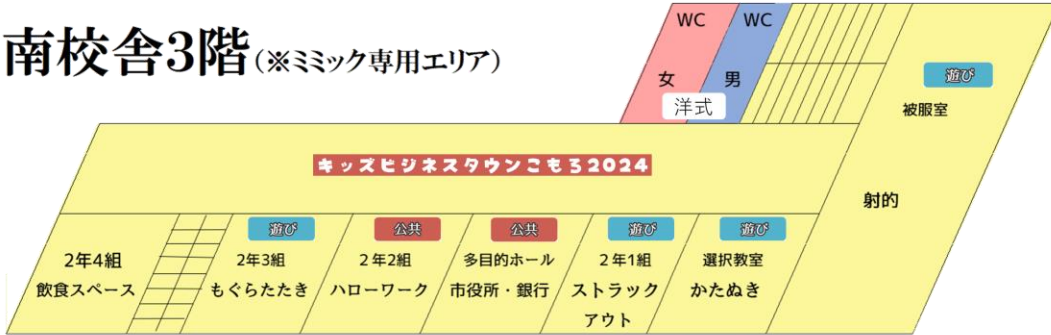 南校舎3階(※ミミック専用エリア)
WC
WC
女
男
洋式
遊び
被服室
射的
キッズビジネスタウンこもろ2024
2年4組
飲食スペース
遊び
2年3組
もぐらたたき
公共
2年2組
ハローワーク
公共
多目的ホール
市役所・銀行
遊び
2年1組
ストラック
アウト
遊び
選択教室
かたぬき